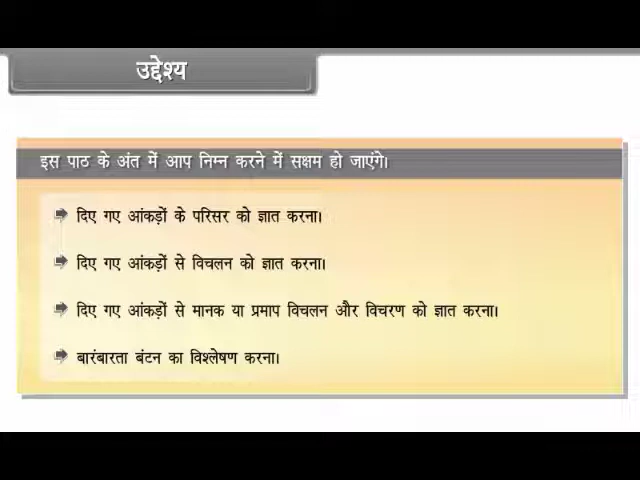 उद्देश्य
इस पाठ के अंत में आप निम्न करने में सक्षम हो जाएंगे।
दिए गए आंकड़ों के परिसर को ज्ञात करना।
दिए गए आंकड़ों से विचलन को ज्ञात करना।
दिए गए आंकड़ों से मानक या प्रमाप विचलन और विचरण को ज्ञात करना।
बारंबारता बंटन का विश्लेषण करना।